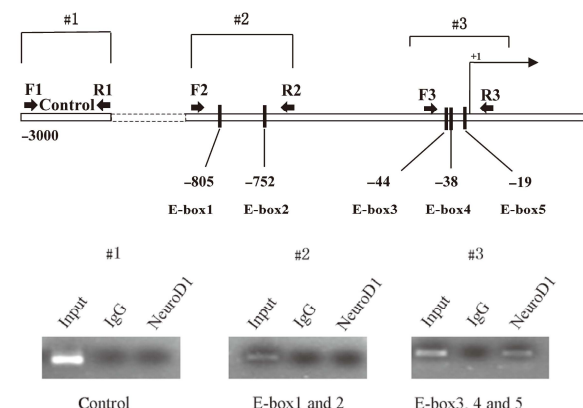 #1 #2 #3
+1
F1 Control R1 F2 R2 F3 R3
−3000
−805 −752 −44 −38 −19
E-box1 E-box2 E-box3 E-box4 E-box5
#1 #2 #3
Input IgG NeuroD1 Input IgG NeuroD1 Input IgG NeuroD1
Control E-box1 and 2 E-box3, 4 and 5